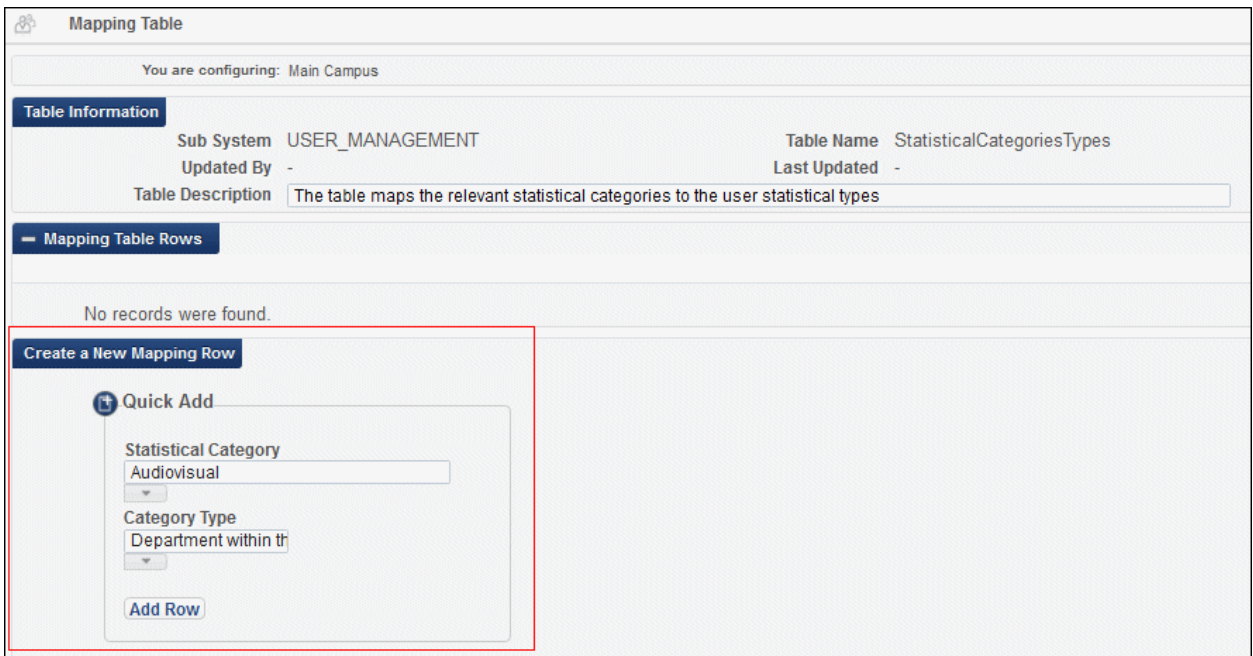 Mapping Table
You are configuring: Main Campus
Table Information
Sub System USER_MANAGEMENT Table Name StatisticalCategoriesTypes
Updated By - Last Updated -
Table Description The table maps the relevant statistical categories to the user statistical types
Mapping Table Rows
No records were found.
Create a New Mapping Row
Quick Add
Statistical Category
Audiovisual
Category Type
Department within th
Add Row